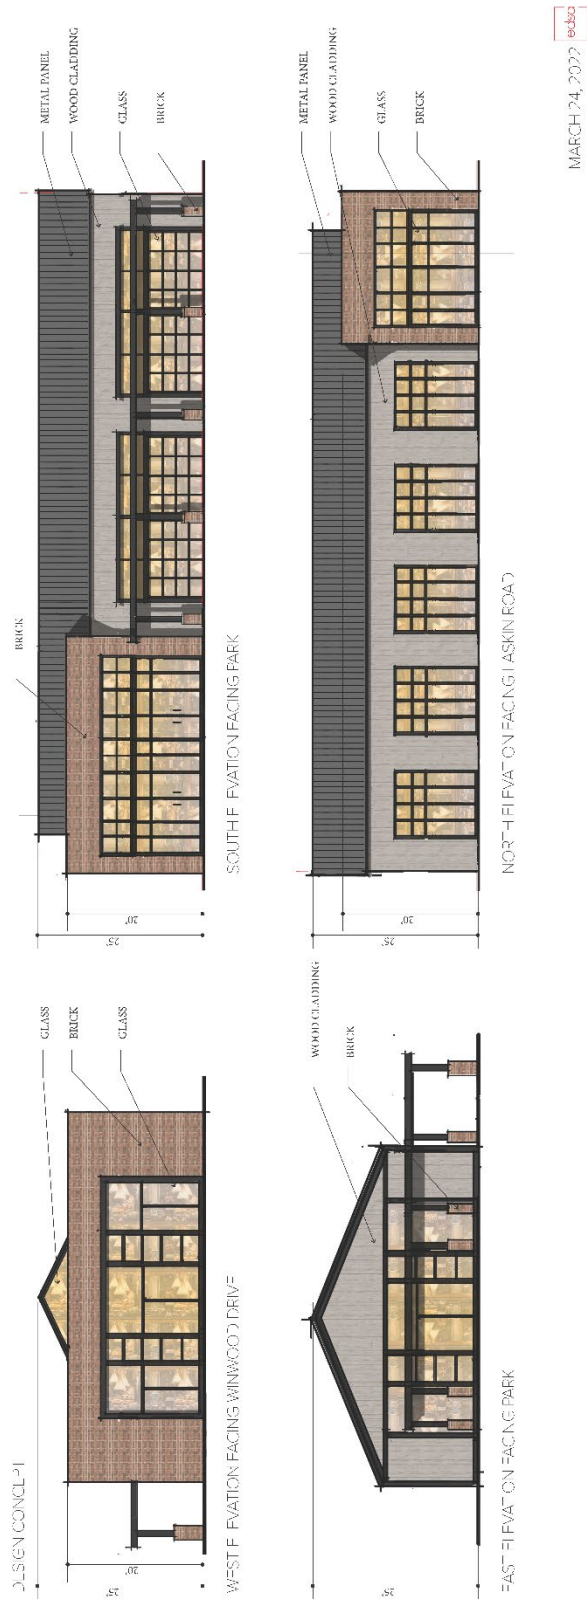 DESIGN CONCEPT
GLASS
BRICK
GLASS
25'
20'
WEST ELEVATION FACING WINWOOD DRIVE
BRICK
METAL PANEL
WOOD CLADDING
GLASS
BRICK
25'
20'
SOUTH ELEVATION FACING PARK
WOOD CLADDING
BRICK
25'
EAST ELEVATION FACING PARK
METAL PANEL
WOOD CLADDING
GLASS
BRICK
25'
20'
NORTH ELEVATION FACING LASKIN ROAD
MARCH 24, 2022
edsa